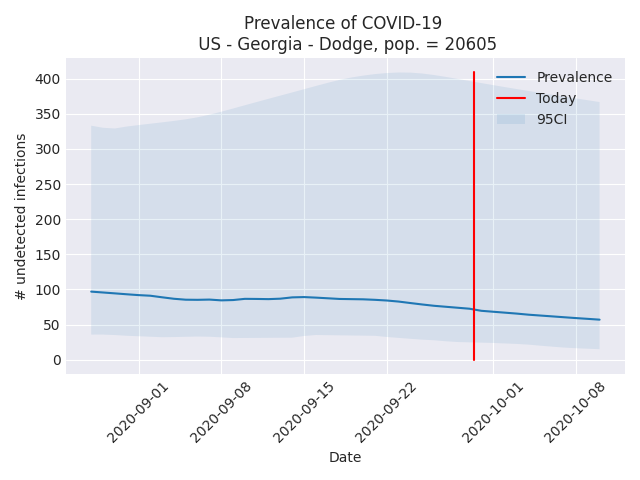 Prevalence of COVID-19
US - Georgia - Dodge, pop. = 20605
# undetected infections
400
350
300
250
200
150
100
50
0
Prevalence
Today
95CI
2020-09-01
2020-09-08
2020-09-15
2020-09-22
2020-10-01
2020-10-08
Date